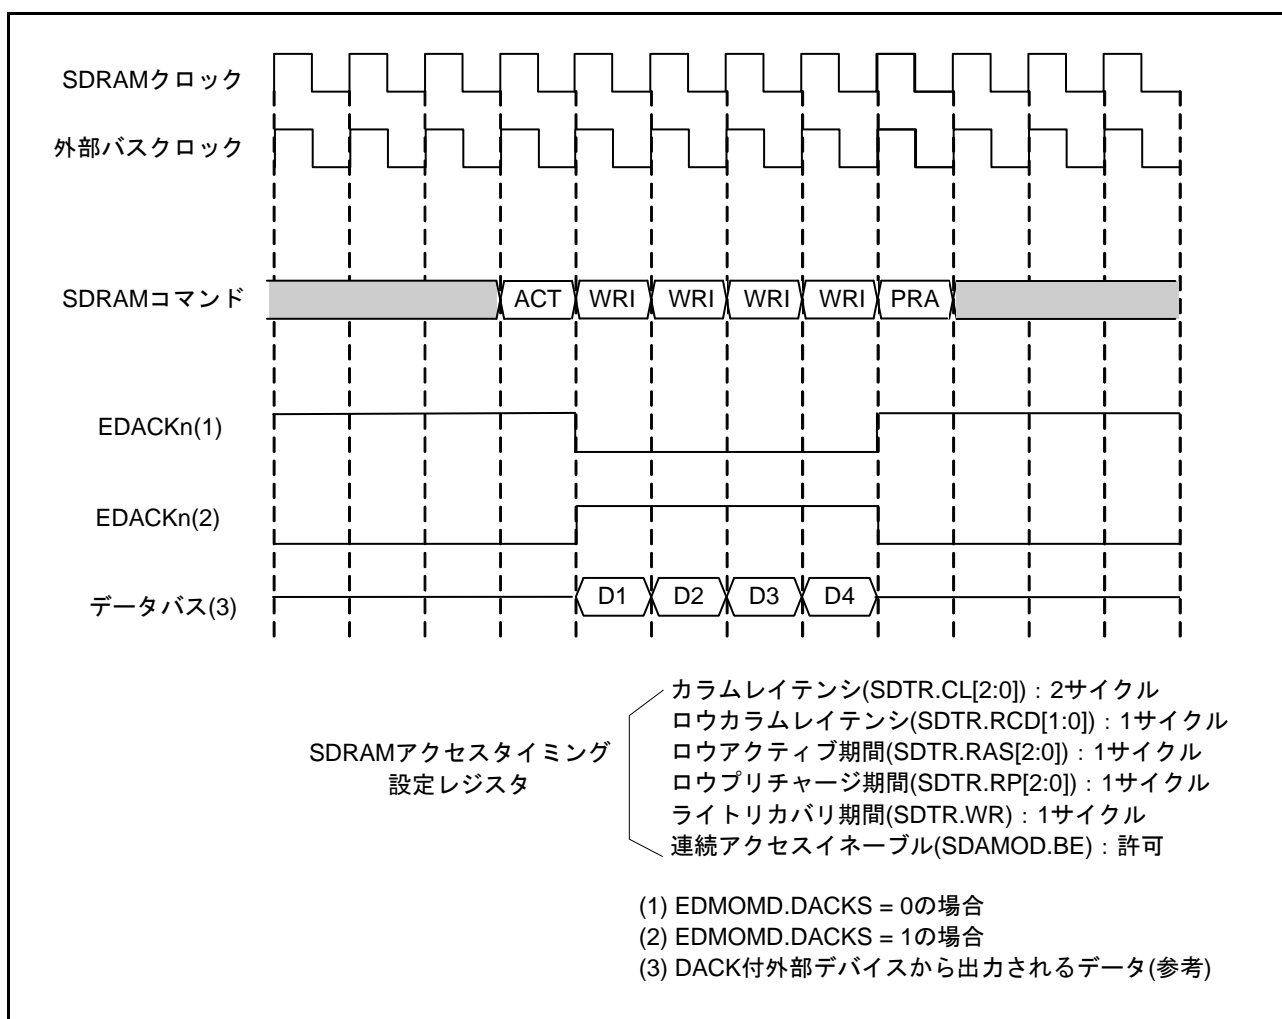 SDRAMクロック
外部バスクロック
SDRAMコマンド
ACT WRI WRI WRI WRI PRA
EDACKn(1)
EDACKn(2)
データバス(3)
D1 D2 D3 D4
SDRAMアクセスタイミング
設定レジスタ
カラムレイテンシ(SDTR.CL[2:0])：2サイクル
ロウカラムレイテンシ(SDTR.RCD[1:0])：1サイクル
ロウアクティブ期間(SDTR.RAS[2:0])：1サイクル
ロウプリチャージ期間(SDTR.RP[2:0])：1サイクル
ライトリカバリ期間(SDTR.WR)：1サイクル
連続アクセスイネーブル(SDAMOD.BE)：許可
(1) EDMOMD.DACKS = 0の場合
(2) EDMOMD.DACKS = 1の場合
(3) DACK付外部デバイスから出力されるデータ(参考)